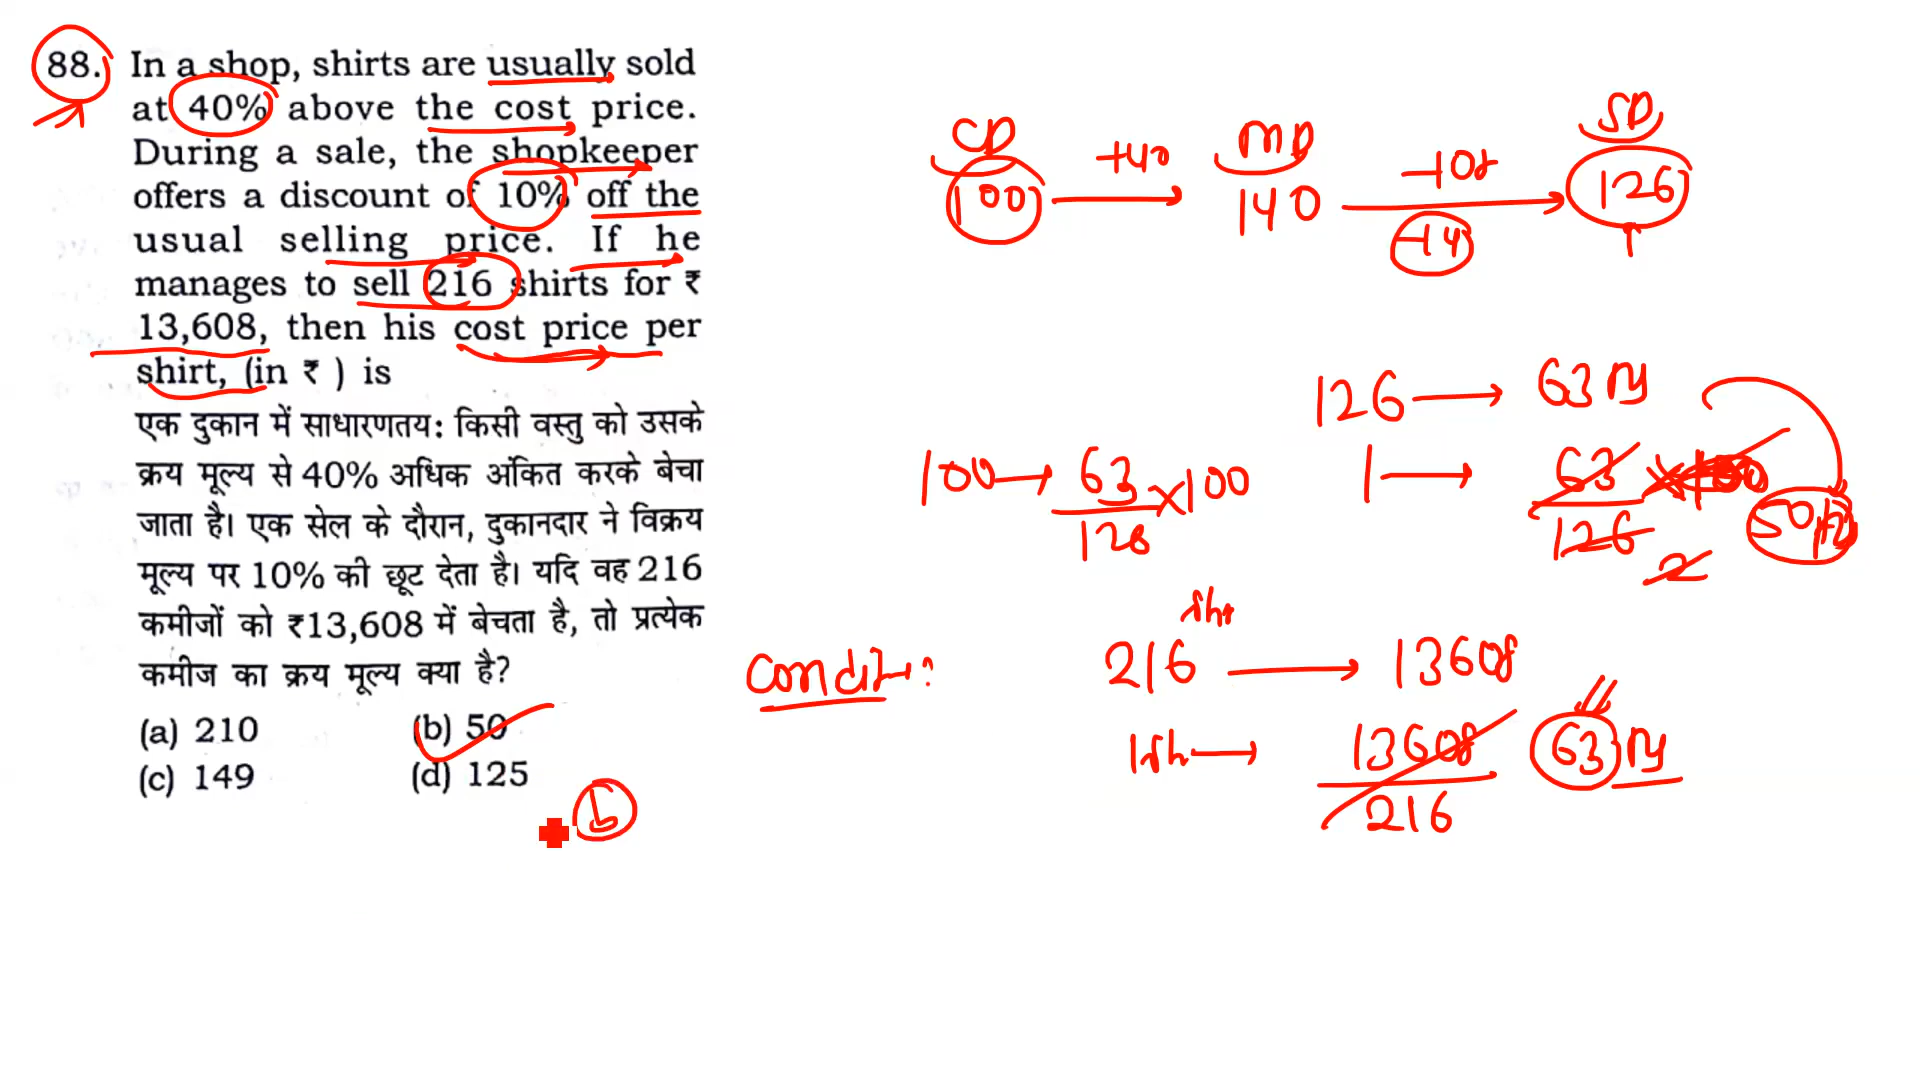 88. In a shop, shirts are usually sold
at 40% above the cost price.
During a sale, the shopkeeper
offers a discount of 10% off the
usual selling price. If he
manages to sell 216 shirts for ₹
13,608, then his cost price per
shirt, (in ₹ ) is
एक दुकान में साधारणतय: किसी वस्तु को उसके
क्रय मूल्य से 40% अधिक अंकित करके बेचा
जाता है। एक सेल के दौरान, दुकानदार ने विक्रय
मूल्य पर 10% की छूट देता है। यदि वह 216
कमीजों को ₹13,608 में बेचता है, तो प्रत्येक
कमीज का क्रय मूल्य क्या है?
(a) 210 (b) 50
(c) 149 (d) 125
b
CP +40 MP -10% SP
100 140 -14 126
126 → 63 Rs
100 → 63/126 ×100
1 → 63/126
2
50
216 → 13608
1 sh → 13608/216 63 Rs